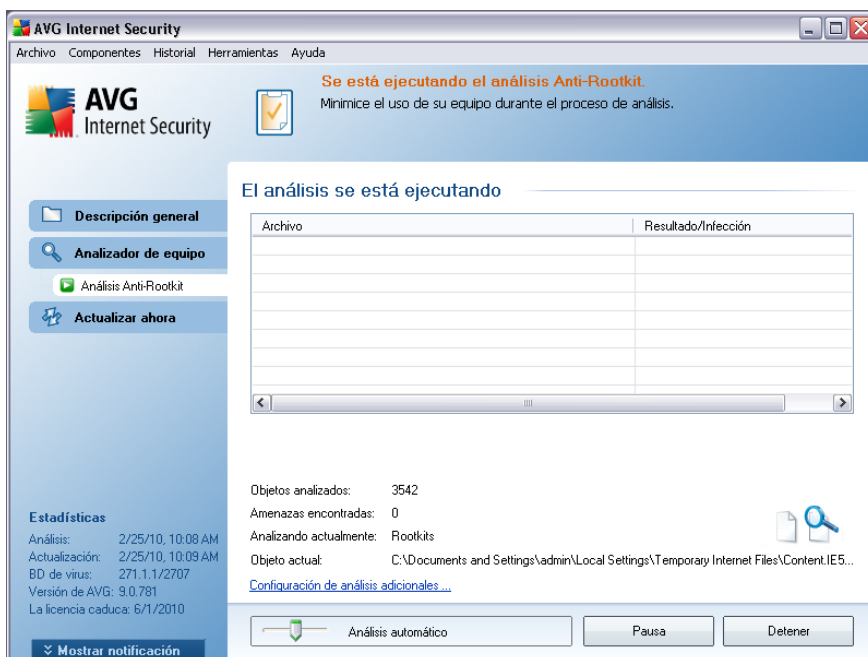 AVG Internet Security
Archivo Componentes Historial Herramientas Ayuda
AVG
Internet Security
Se está ejecutando el análisis Anti-Rootkit.
Minimice el uso de su equipo durante el proceso de análisis.
Descripción general
Analizador de equipo
Análisis Anti-Rootkit
Actualizar ahora
Estadísticas
Análisis: 2/25/10, 10:08 AM
Actualización: 2/25/10, 10:09 AM
BD de virus: 271.1.1/2707
Versión de AVG: 9.0.781
La licencia caduca: 6/1/2010
Mostrar notificación
El análisis se está ejecutando
Archivo Resultado/Infección
Objetos analizados: 3542
Amenazas encontradas: 0
Analizando actualmente: Rootkits
Objeto actual: C:\Documents and Settings\admin\Local Settings\Temporary Internet Files\Content.IE5...
Configuración de análisis adicionales ...
Análisis automático
Pausa
Detener